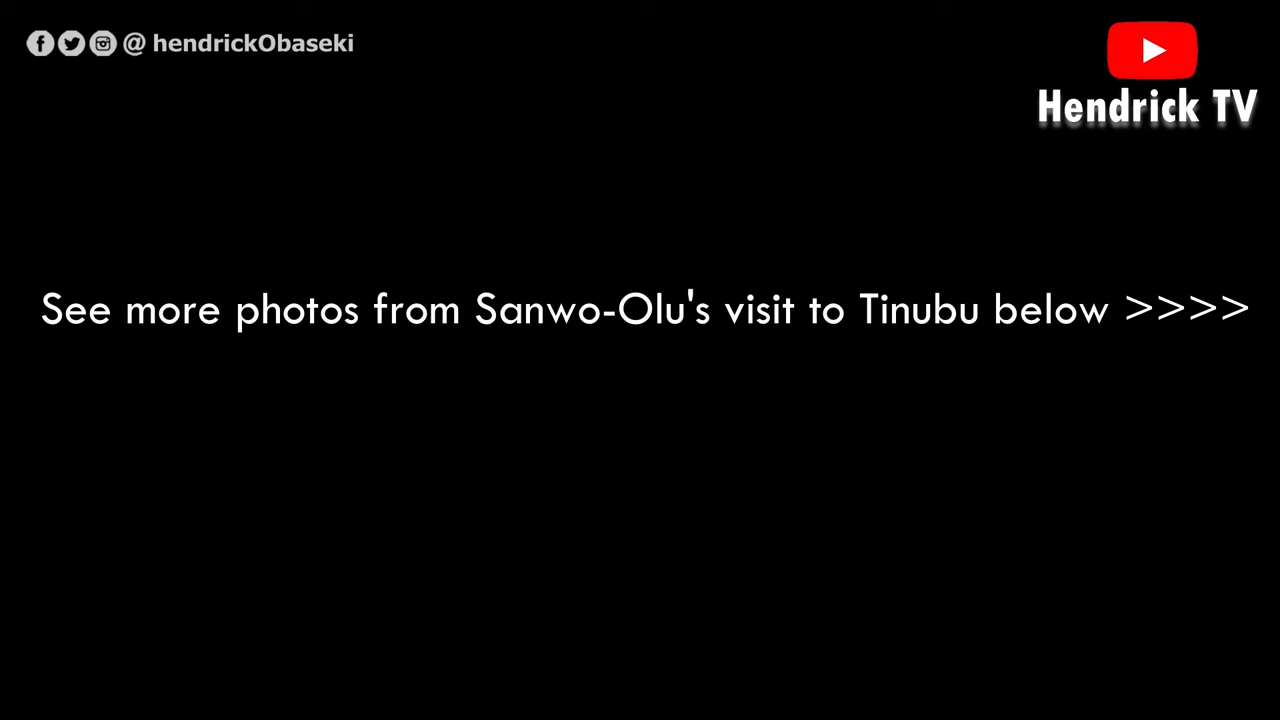 @ hendrickObaseki
Hendrick TV
See more photos from Sanwo-Olu's visit to Tinubu below >>>>